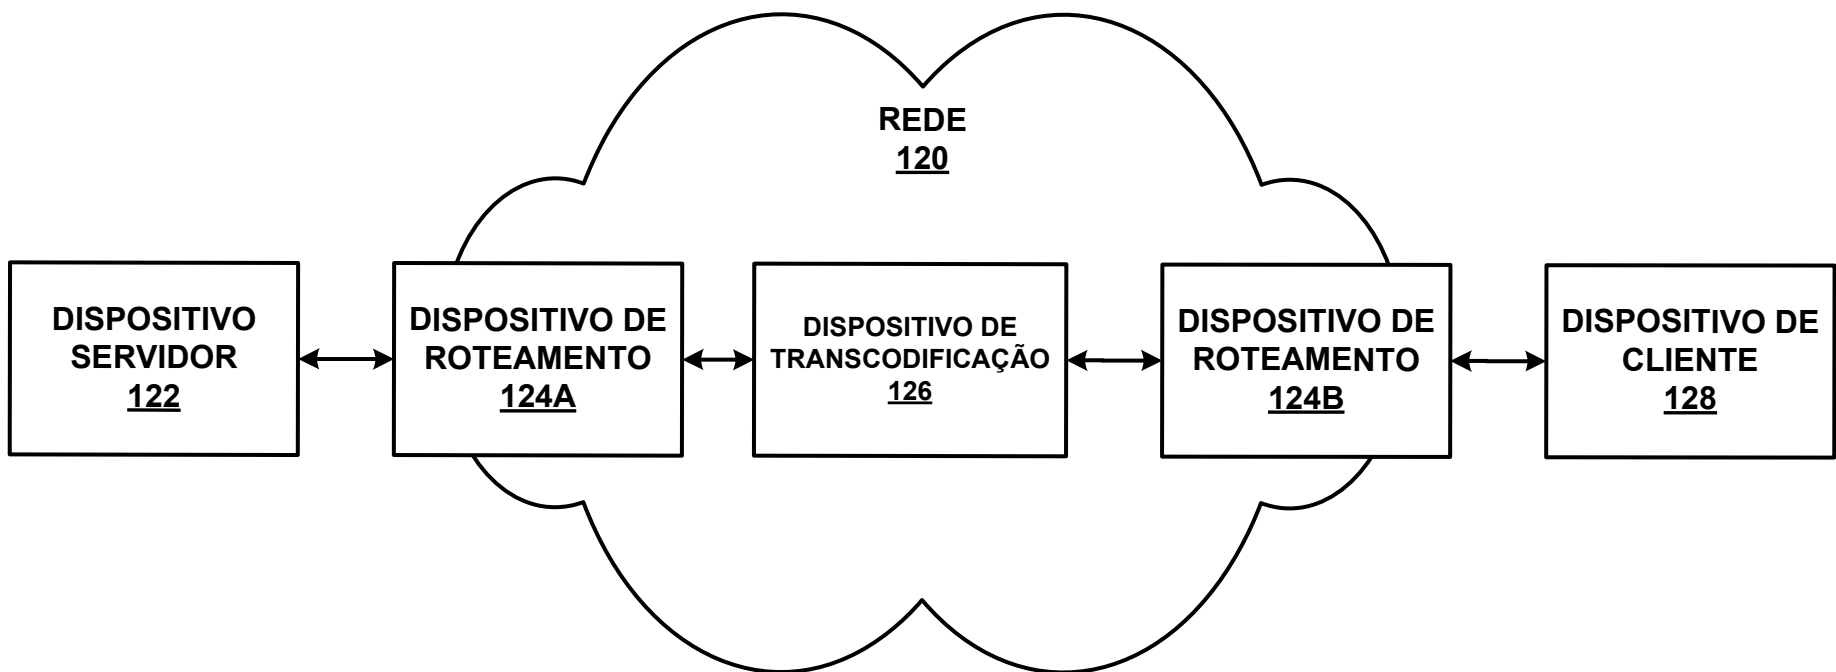 REDE
120
DISPOSITIVO
SERVIDOR
122
DISPOSITIVO DE
ROTEAMENTO
124A
DISPOSITIVO DE
TRANSCODIFICAÇÃO
126
DISPOSITIVO DE
ROTEAMENTO
124B
DISPOSITIVO DE
CLIENTE
128